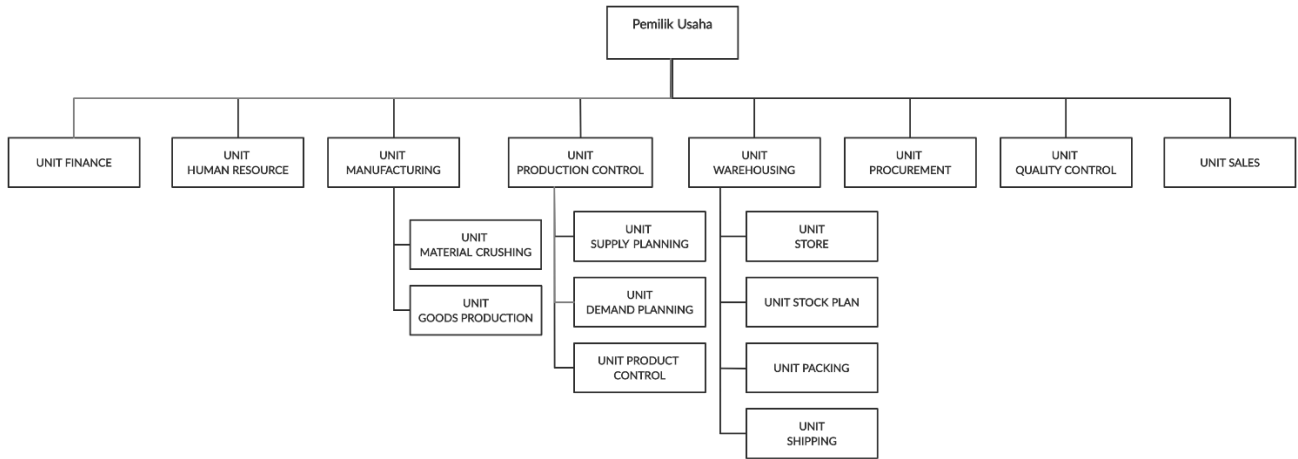 Pemilik Usaha
UNIT FINANCE
UNIT
HUMAN RESOURCE
UNIT
MANUFACTURING
UNIT
PRODUCTION CONTROL
UNIT
WAREHOUSING
UNIT
PROCUREMENT
UNIT
QUALITY CONTROL
UNIT SALES
UNIT
MATERIAL CRUSHING
UNIT
GOODS PRODUCTION
UNIT
SUPPLY PLANNING
UNIT
DEMAND PLANNING
UNIT PRODUCT
CONTROL
UNIT
STORE
UNIT STOCK PLAN
UNIT PACKING
UNIT
SHIPPING